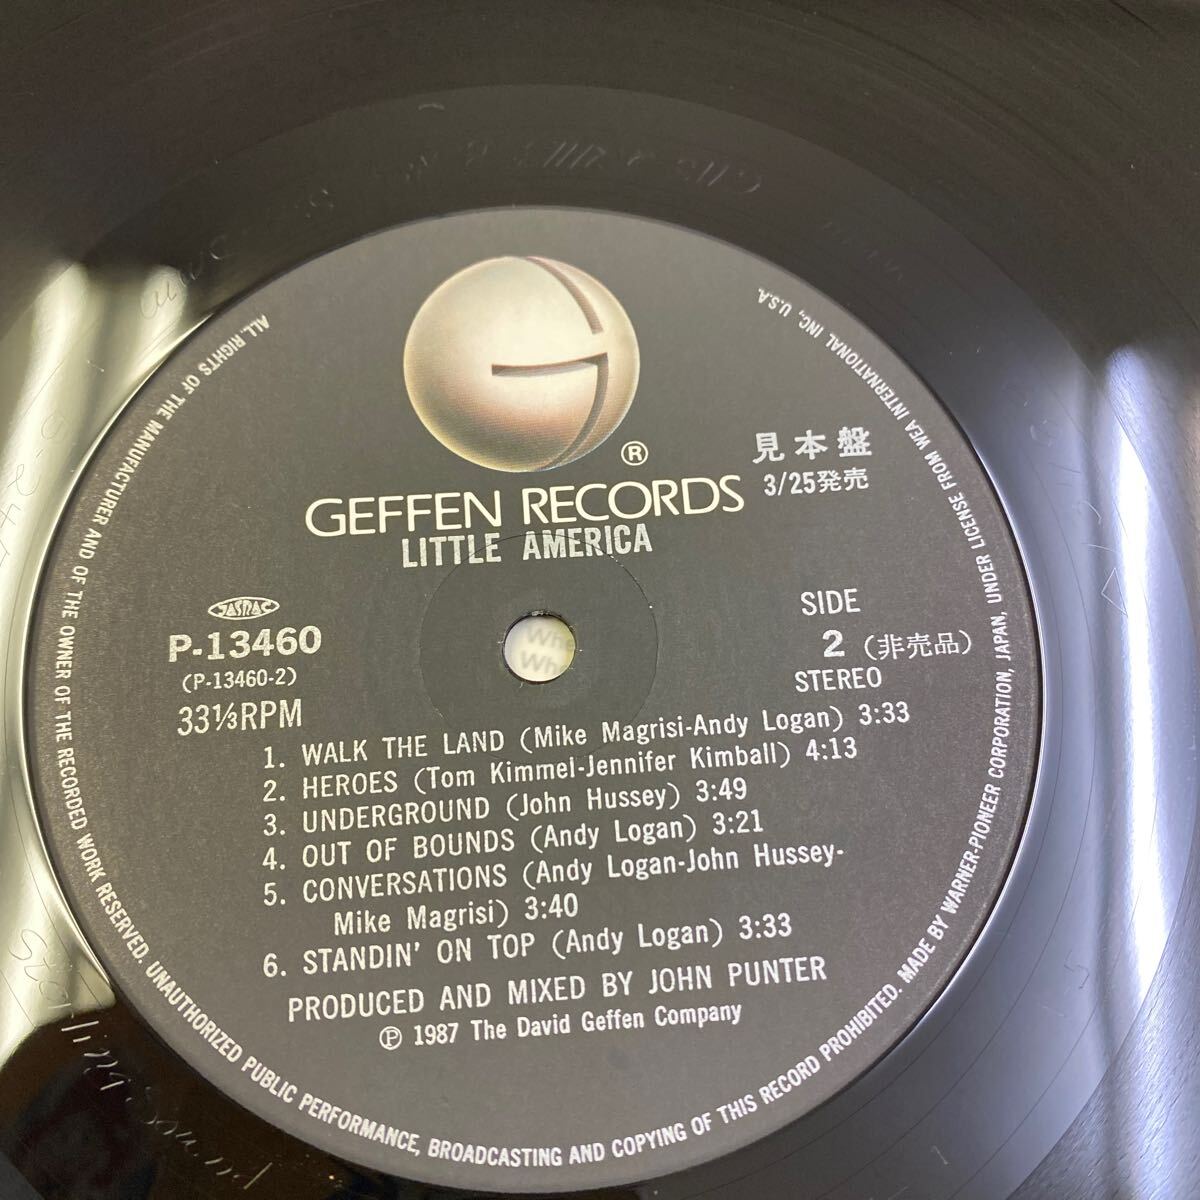 ®
GEFFEN RECORDS
見本盤
3/25発売
LITTLE AMERICA
JASRAC
P-13460
(P-13460-2)
33⅓RPM
SIDE
2 (非売品)
STEREO
1. WALK THE LAND (Mike Magrisi-Andy Logan) 3:33
2. HEROES (Tom Kimmel-Jennifer Kimball) 4:13
3. UNDERGROUND (John Hussey) 3:49
4. OUT OF BOUNDS (Andy Logan) 3:21
5. CONVERSATIONS (Andy Logan-John Hussey-
Mike Magrisi) 3:40
6. STANDIN' ON TOP (Andy Logan) 3:33
PRODUCED AND MIXED BY JOHN PUNTER
Ⓟ 1987 The David Geffen Company
ALL RIGHTS OF THE MANUFACTURER AND OF THE OWNER OF THE RECORDED WORK RESERVED. UNAUTHORIZED PUBLIC PERFORMANCE, BROADCASTING AND COPYING OF THIS RECORD PROHIBITED. MADE BY WARNER-PIONEER CORPORATION, JAPAN, UNDER LICENSE FROM WEA INTERNATIONAL INC., U.S.A.